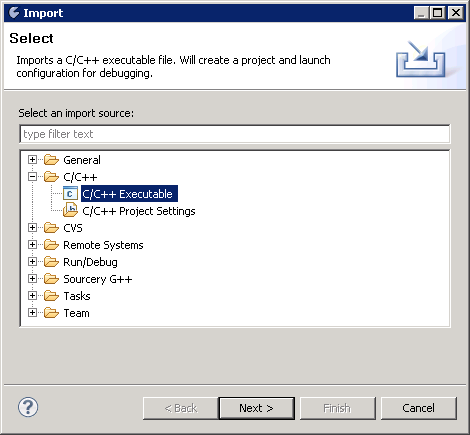 Import
Select
Imports a C/C++ executable file. Will create a project and launch
configuration for debugging.
Select an import source:
type filter text
General
C/C++
C/C++ Executable
C/C++ Project Settings
CVS
Remote Systems
Run/Debug
Sourcery G++
Tasks
Team
< Back
Next >
Finish
Cancel